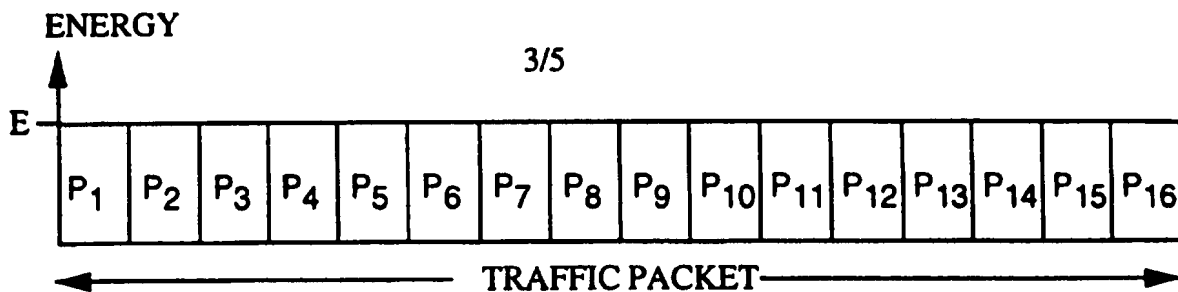 ENERGY
3/5
E
P1 P2 P3 P4 P5 P6 P7 P8 P9 P10 P11 P12 P13 P14 P15 P16
TRAFFIC PACKET